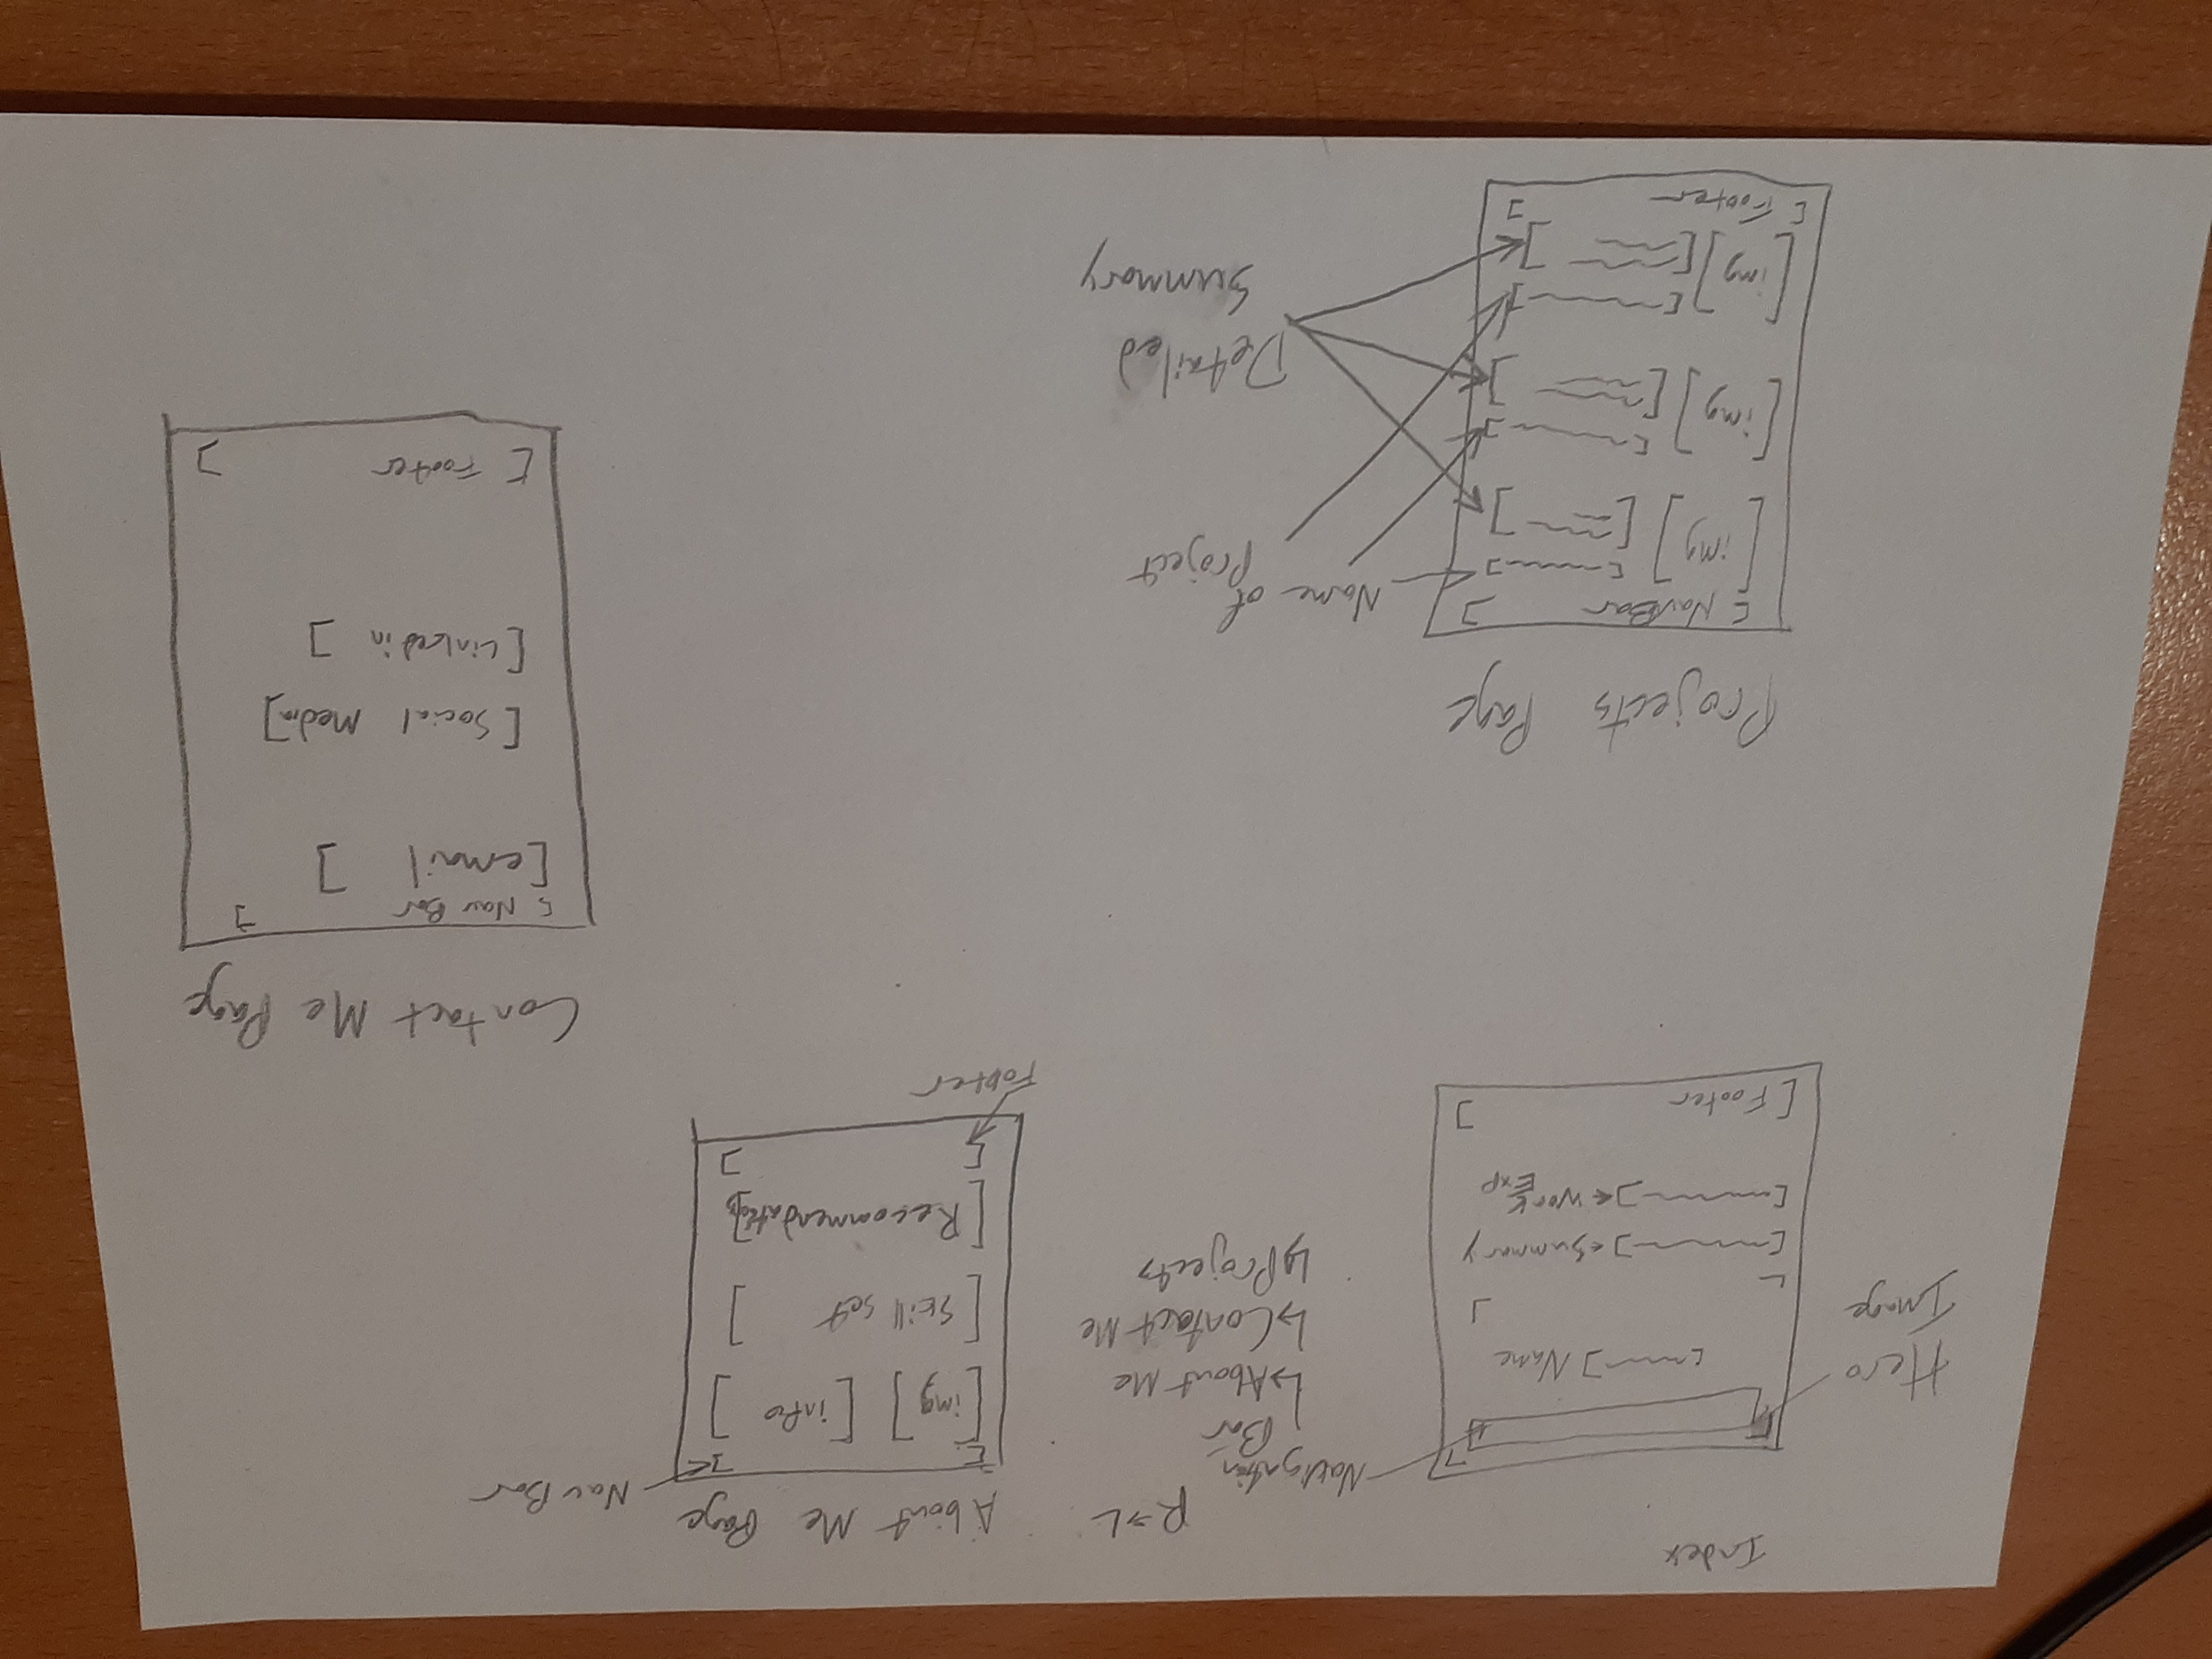 Index
Hero
Image
[~~~] Name
[~~~] ← Summary
[~~~] ← Work
Exp
[Footer ]
R → L
Navigation
Bar
↳ About Me
↳ Contact Me
↳ Projects
About Me Page
Nav Bar
[img] [info ]
[Skill set ]
[Recommendations]
Footer
Projects Page
[ NavBar ]
[img]
[img]
[img]
[ Footer ]
Name of
Project
Detailed
Summary
Contact Me Page
[ Nav Bar ]
[email ]
[Social Media]
[Linkedin ]
[ Footer ]